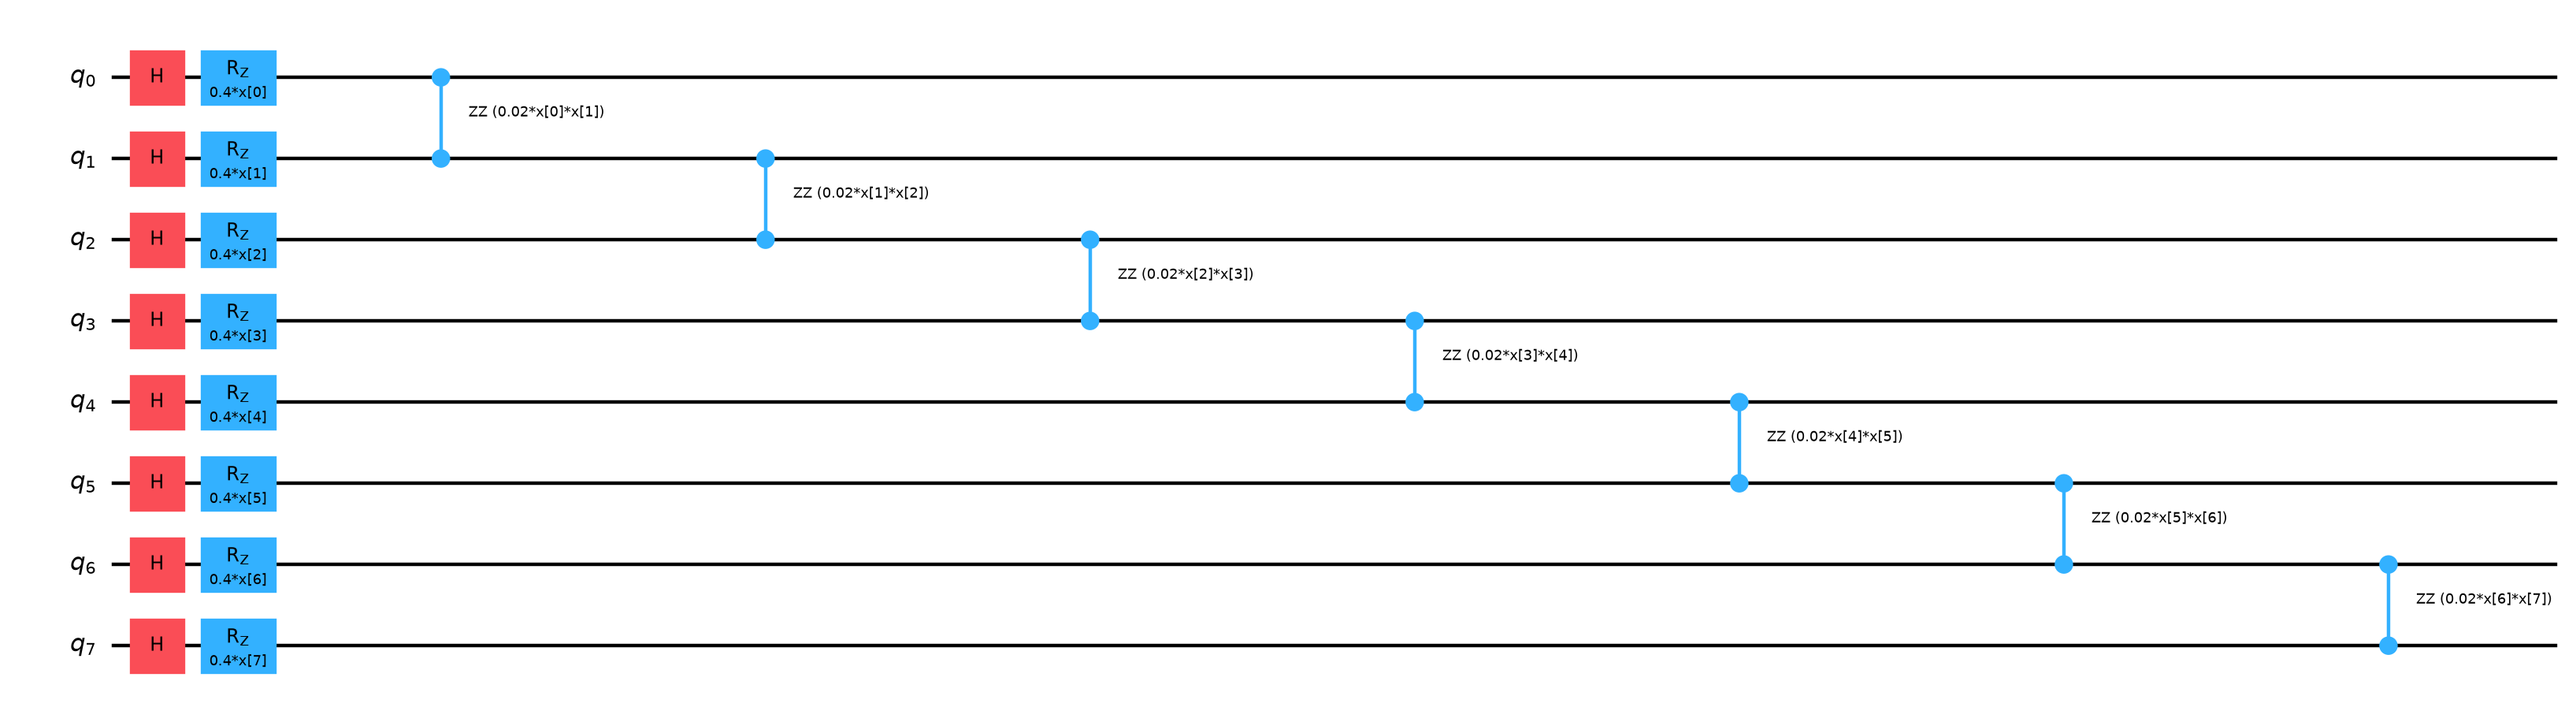 q0 H RZ
0.4*x[0]
ZZ (0.02*x[0]*x[1])
q1 H RZ
0.4*x[1]
ZZ (0.02*x[1]*x[2])
q2 H RZ
0.4*x[2]
ZZ (0.02*x[2]*x[3])
q3 H RZ
0.4*x[3]
ZZ (0.02*x[3]*x[4])
q4 H RZ
0.4*x[4]
ZZ (0.02*x[4]*x[5])
q5 H RZ
0.4*x[5]
ZZ (0.02*x[5]*x[6])
q6 H RZ
0.4*x[6]
ZZ (0.02*x[6]*x[7])
q7 H RZ
0.4*x[7]